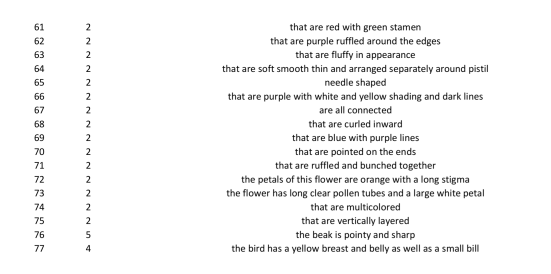 61 2 that are red with green stamen
62 2 that are purple ruffled around the edges
63 2 that are fluffy in appearance
64 2 that are soft smooth thin and arranged separately around pistil
65 2 needle shaped
66 2 that are purple with white and yellow shading and dark lines
67 2 are all connected
68 2 that are curled inward
69 2 that are blue with purple lines
70 2 that are pointed on the ends
71 2 that are ruffled and bunched together
72 2 the petals of this flower are orange with a long stigma
73 2 the flower has long clear pollen tubes and a large white petal
74 2 that are multicolored
75 2 that are vertically layered
76 5 the beak is pointy and sharp
77 4 the bird has a yellow breast and belly as well as a small bill